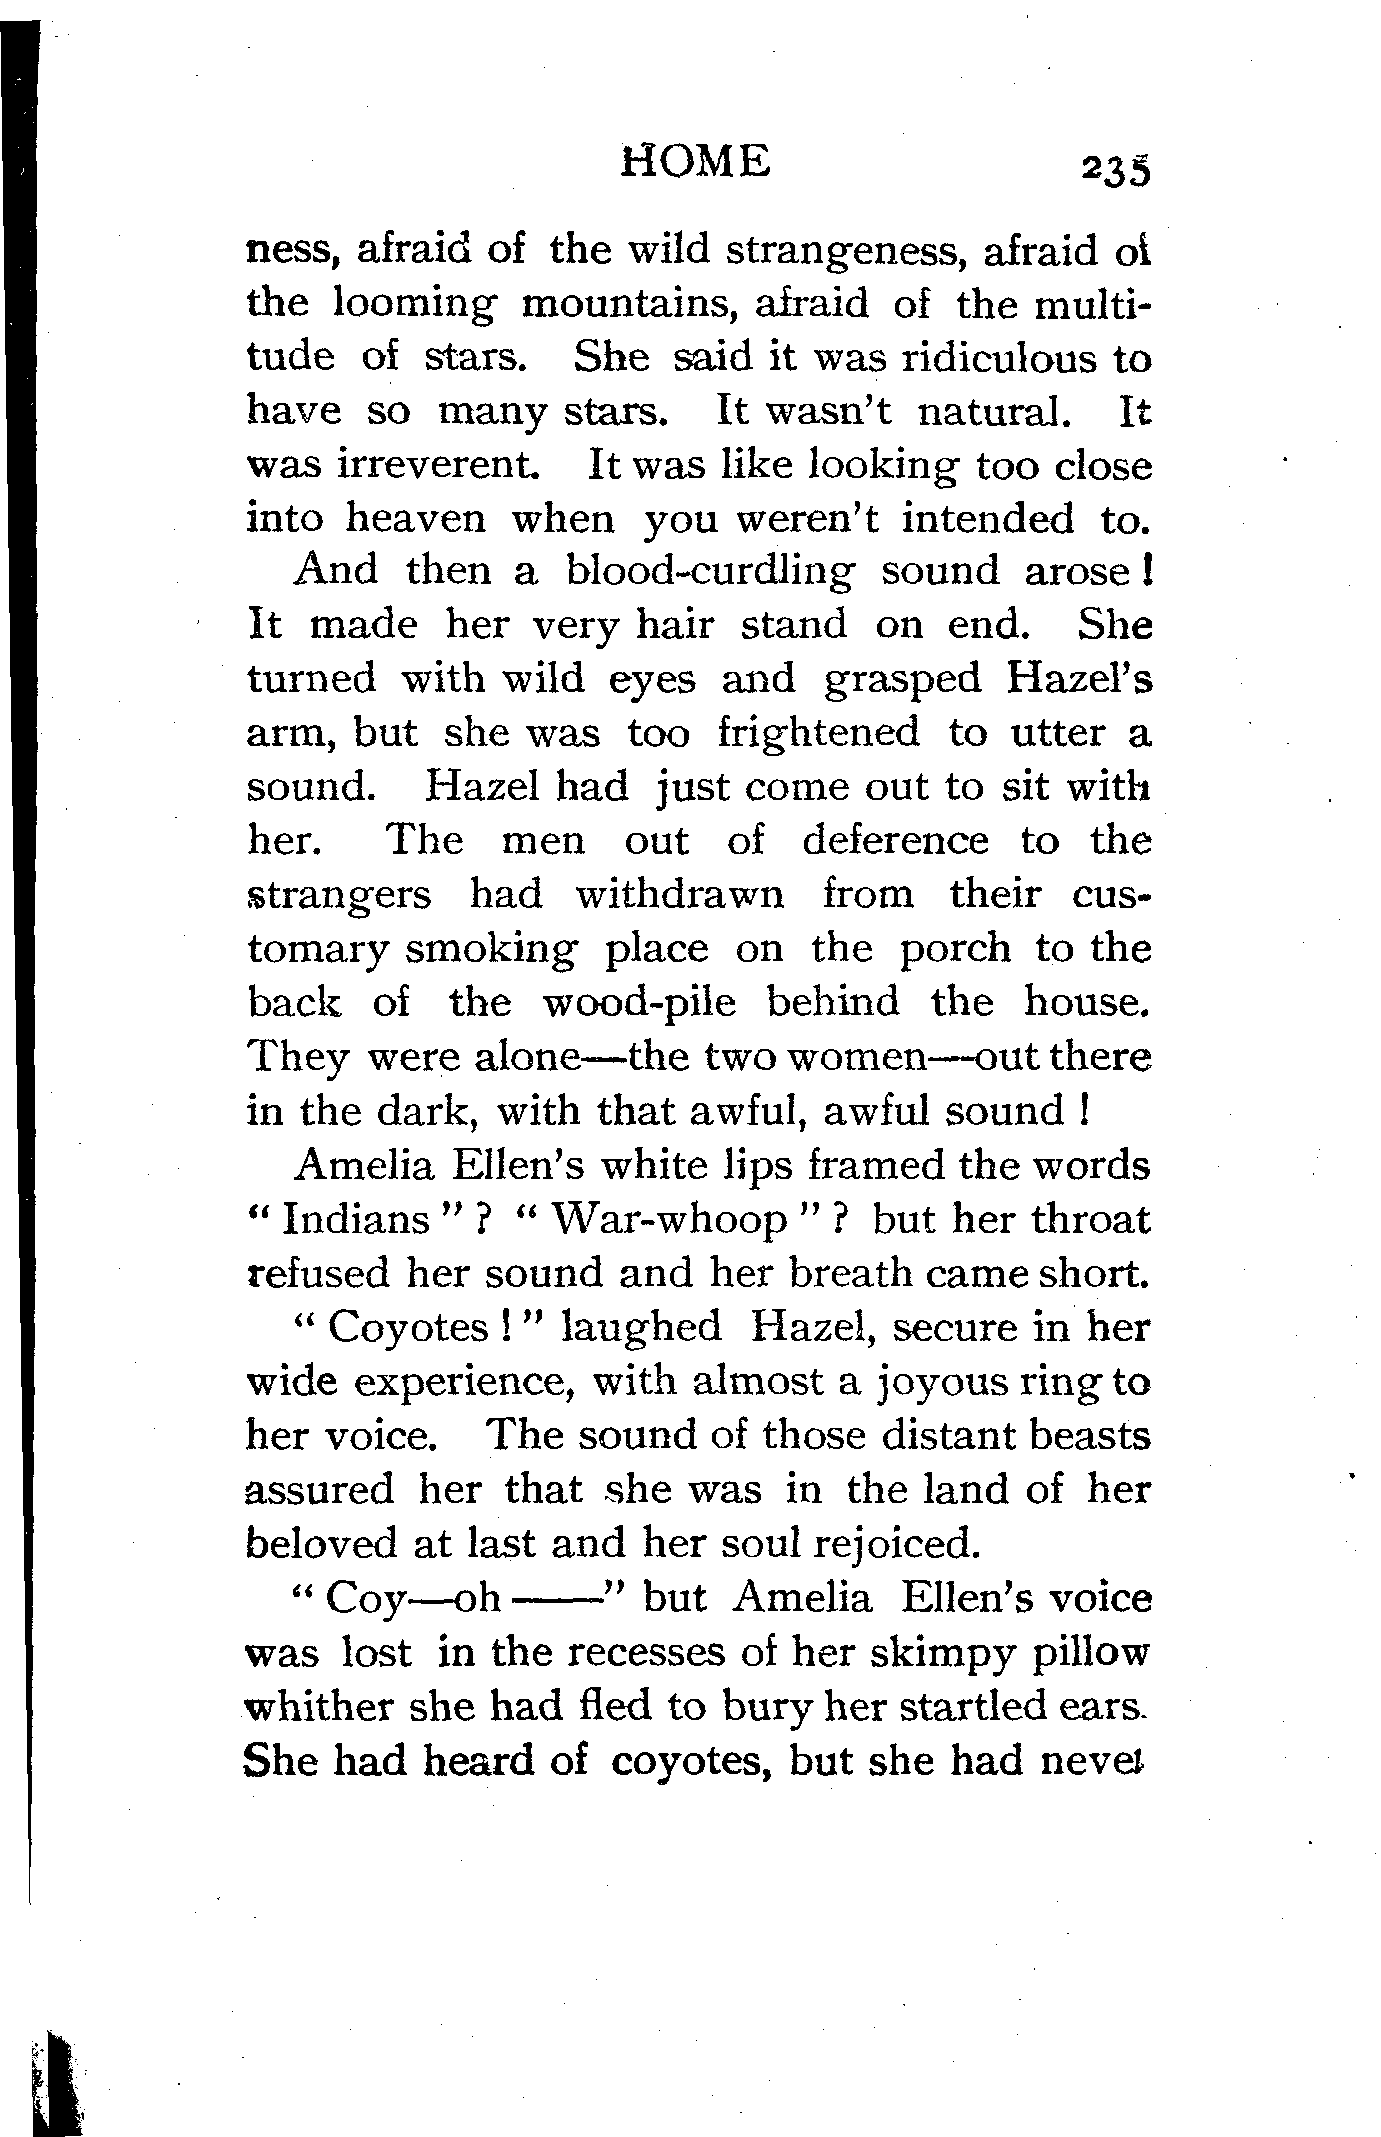 HOME 235
ness, afraid of the wild strangeness, afraid of
the looming mountains, afraid of the multi-
tude of stars. She said it was ridiculous to
have so many stars. It wasn't natural. It
was irreverent. It was like looking too close
into heaven when you weren't intended to.
And then a blood-curdling sound arose !
It made her very hair stand on end. She
turned with wild eyes and grasped Hazel's
arm, but she was too frightened to utter a
sound. Hazel had just come out to sit with
her. The men out of deference to the
strangers had withdrawn from their cus-
tomary smoking place on the porch to the
back of the wood-pile behind the house.
They were alone—the two women—out there
in the dark, with that awful, awful sound !
Amelia Ellen's white lips framed the words
“ Indians ” ? “ War-whoop ” ? but her throat
refused her sound and her breath came short.
“ Coyotes ! ” laughed Hazel, secure in her
wide experience, with almost a joyous ring to
her voice. The sound of those distant beasts
assured her that she was in the land of her
beloved at last and her soul rejoiced.
“ Coy—oh ——” but Amelia Ellen's voice
was lost in the recesses of her skimpy pillow
whither she had fled to bury her startled ears.
She had heard of coyotes, but she had never